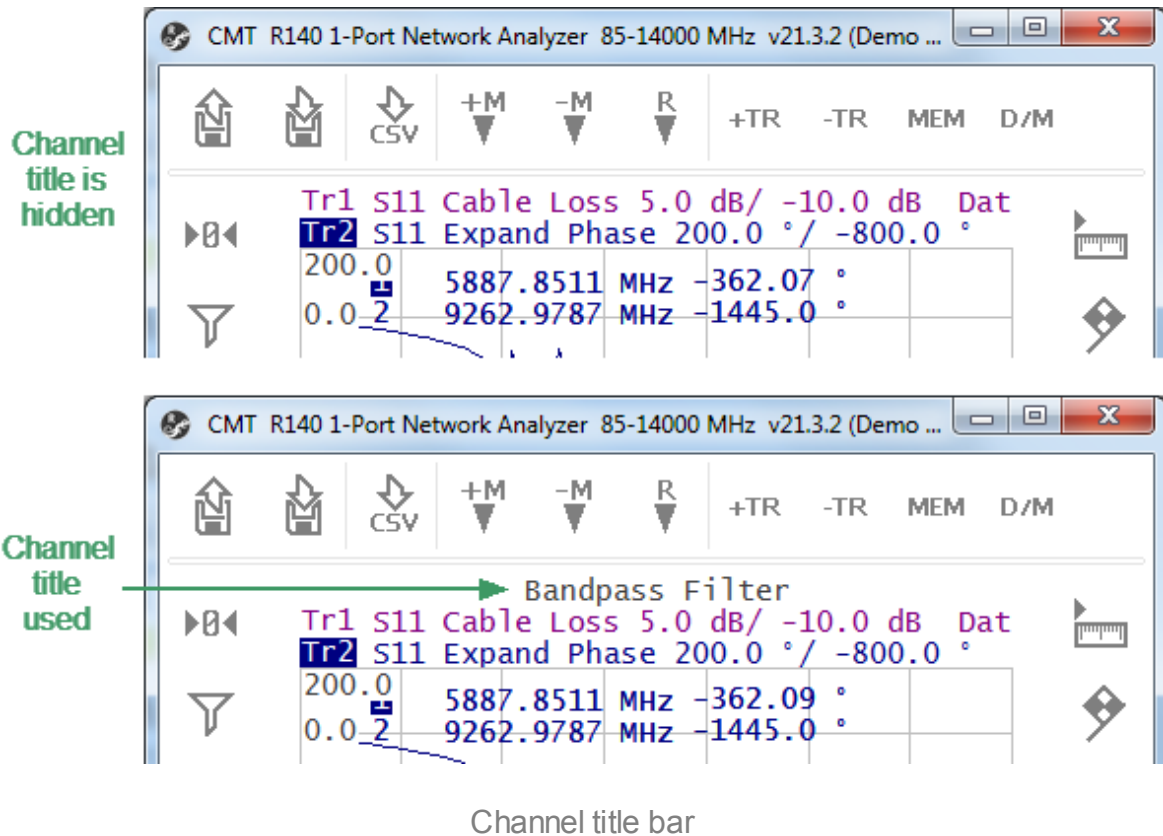 CMT R140 1-Port Network Analyzer 85-14000 MHz v21.3.2 (Demo ...
CSV +M -M R +TR -TR MEM D/M
Channel
title is
hidden
Tr1 S11 Cable Loss 5.0 dB/ -10.0 dB Dat
Tr2 S11 Expand Phase 200.0 °/ -800.0 °
▶0◀
200.0
5887.8511 MHz -362.07 °
0.0 2 9262.9787 MHz -1445.0 °
CMT R140 1-Port Network Analyzer 85-14000 MHz v21.3.2 (Demo ...
CSV +M -M R +TR -TR MEM D/M
Channel
title
used
Bandpass Filter
Tr1 S11 Cable Loss 5.0 dB/ -10.0 dB Dat
Tr2 S11 Expand Phase 200.0 °/ -800.0 °
▶0◀
200.0
5887.8511 MHz -362.09 °
0.0 2 9262.9787 MHz -1445.0 °
Channel title bar